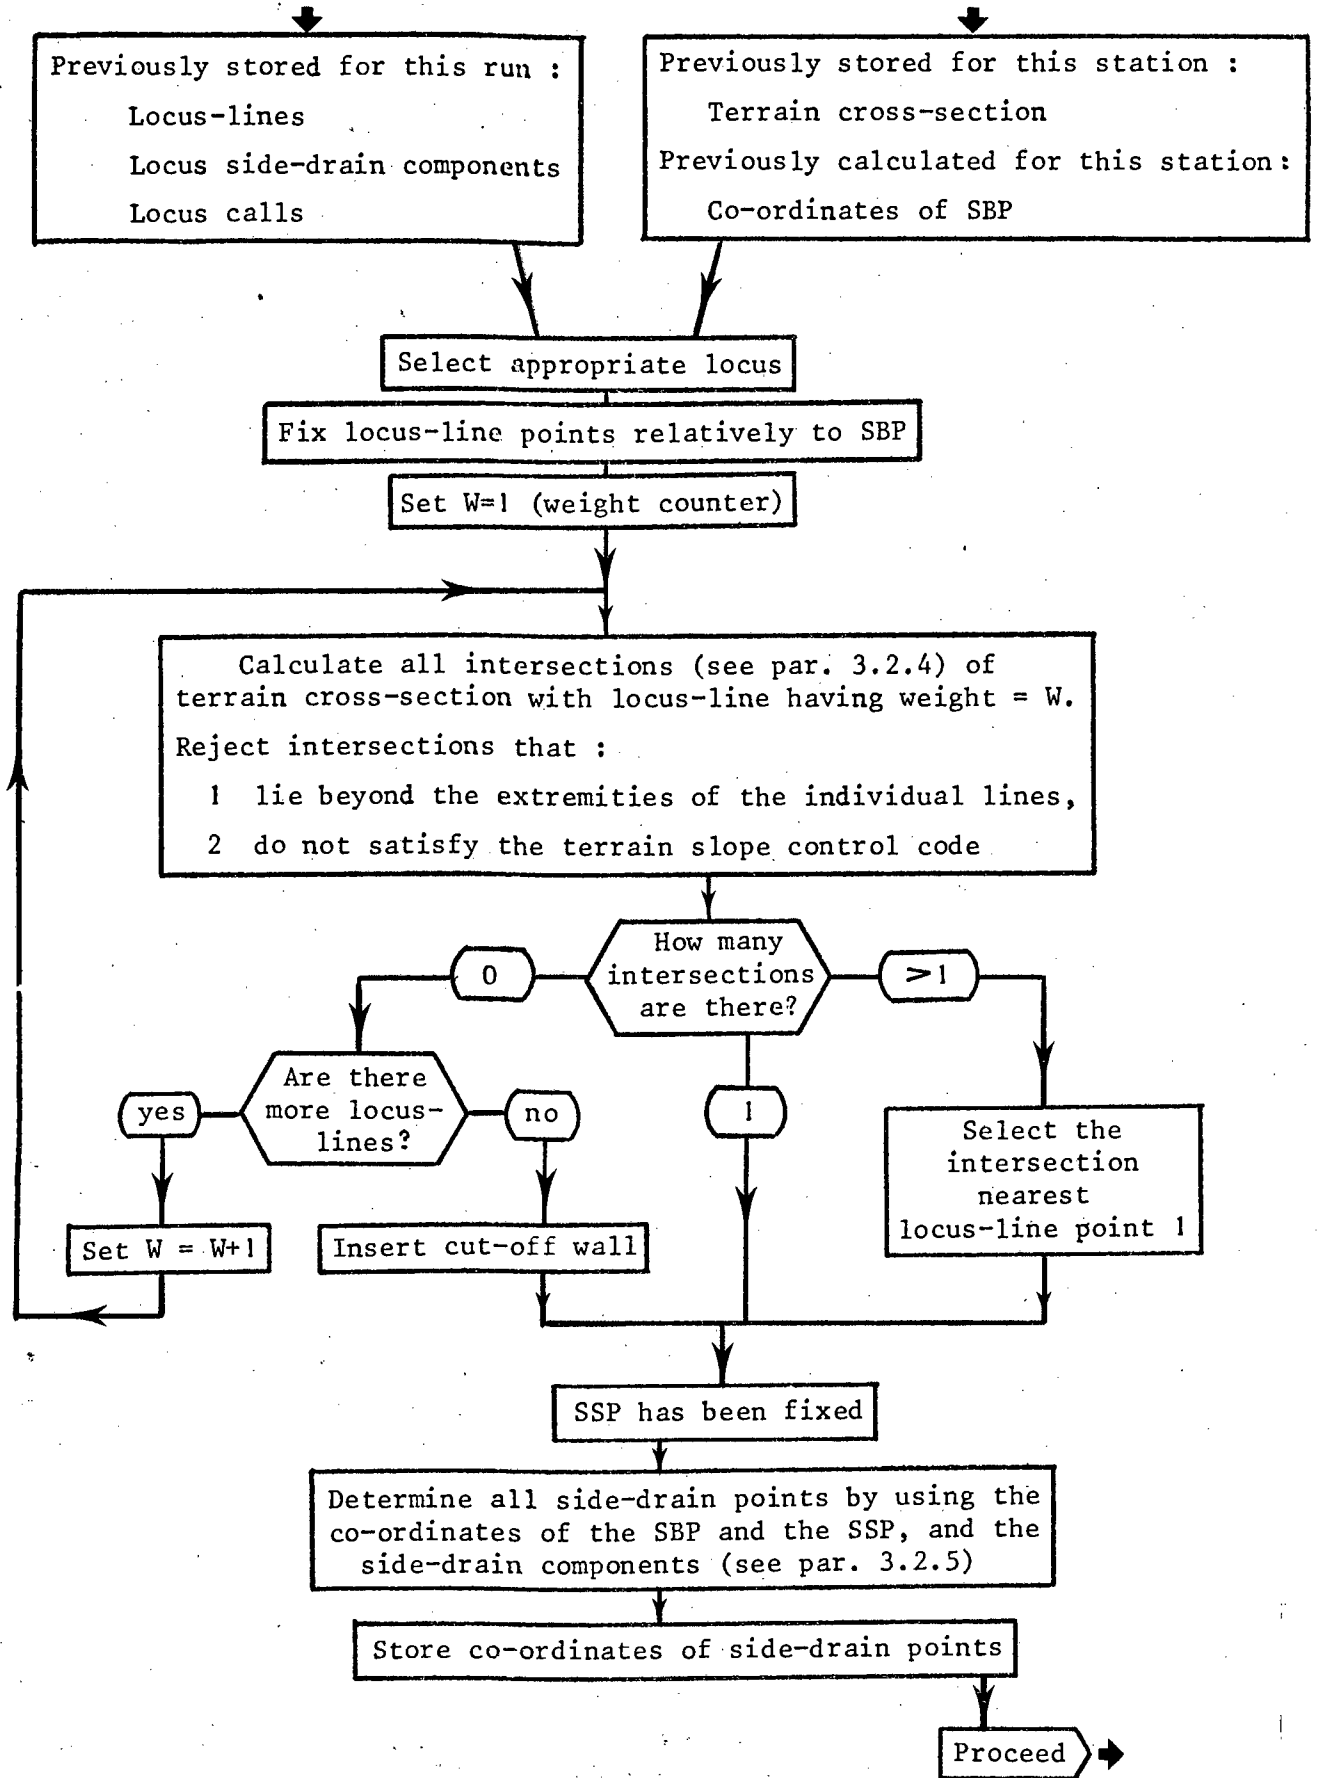 Previously stored for this run :
Locus-lines
Locus side-drain components
Locus calls
Previously stored for this station :
Terrain cross-section
Previously calculated for this station:
Co-ordinates of SBP
Select appropriate locus
Fix locus-line points relatively to SBP
Set W=1 (weight counter)
Calculate all intersections (see par. 3.2.4) of
terrain cross-section with locus-line having weight = W.
Reject intersections that :
1 lie beyond the extremities of the individual lines,
2 do not satisfy the terrain slope control code
How many
intersections
are there?
0
>1
1
Are there
more locus-
lines?
yes
no
Select the
intersection
nearest
locus-line point 1
Set W = W+1
Insert cut-off wall
SSP has been fixed
Determine all side-drain points by using the
co-ordinates of the SBP and the SSP, and the
side-drain components (see par. 3.2.5)
Store co-ordinates of side-drain points
Proceed